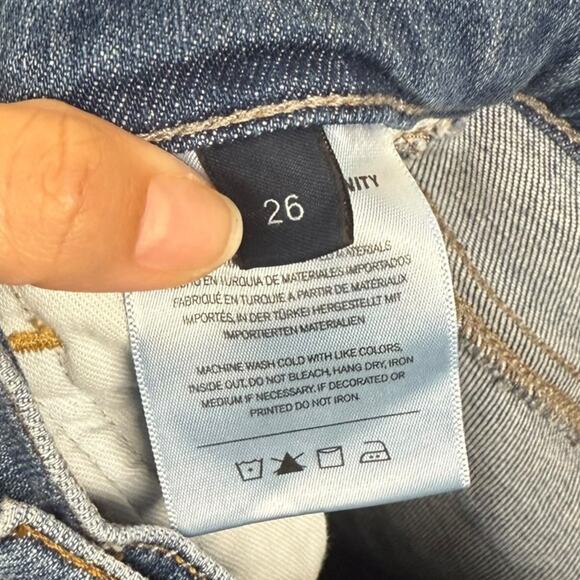 26
NITY
MATERIALS
EN TURQUIA DE MATERIALES IMPORTADOS
FABRIQUÉ EN TURQUIE A PARTIR DE MATÉRIAUX
IMPORTÉS, IN DER TÜRKEI HERGESTELLT MIT
IMPORTIERTEN MATERIALIEN
MACHINE WASH COLD WITH LIKE COLORS,
INSIDE OUT, DO NOT BLEACH, HANG DRY, IRON
MEDIUM IF NECESSARY, IF DECORATED OR
PRINTED DO NOT IRON.